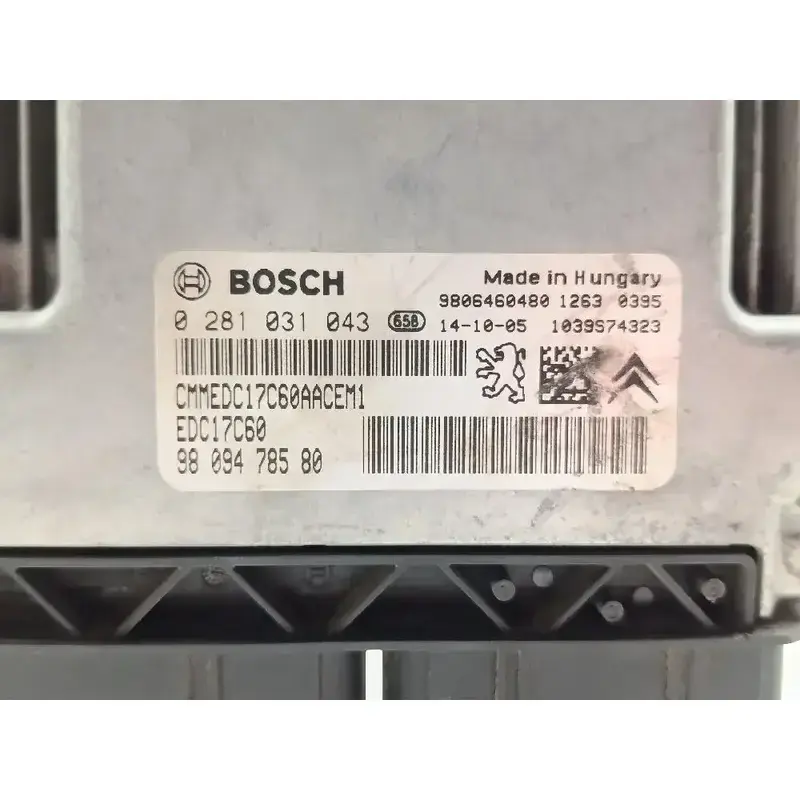 BOSCH
Made in Hungary
9806460480 1263 0395
0 281 031 043 658 14-10-05 1039S74323
CMMEDC17C60AACEM1
EDC17C60
98 094 785 80